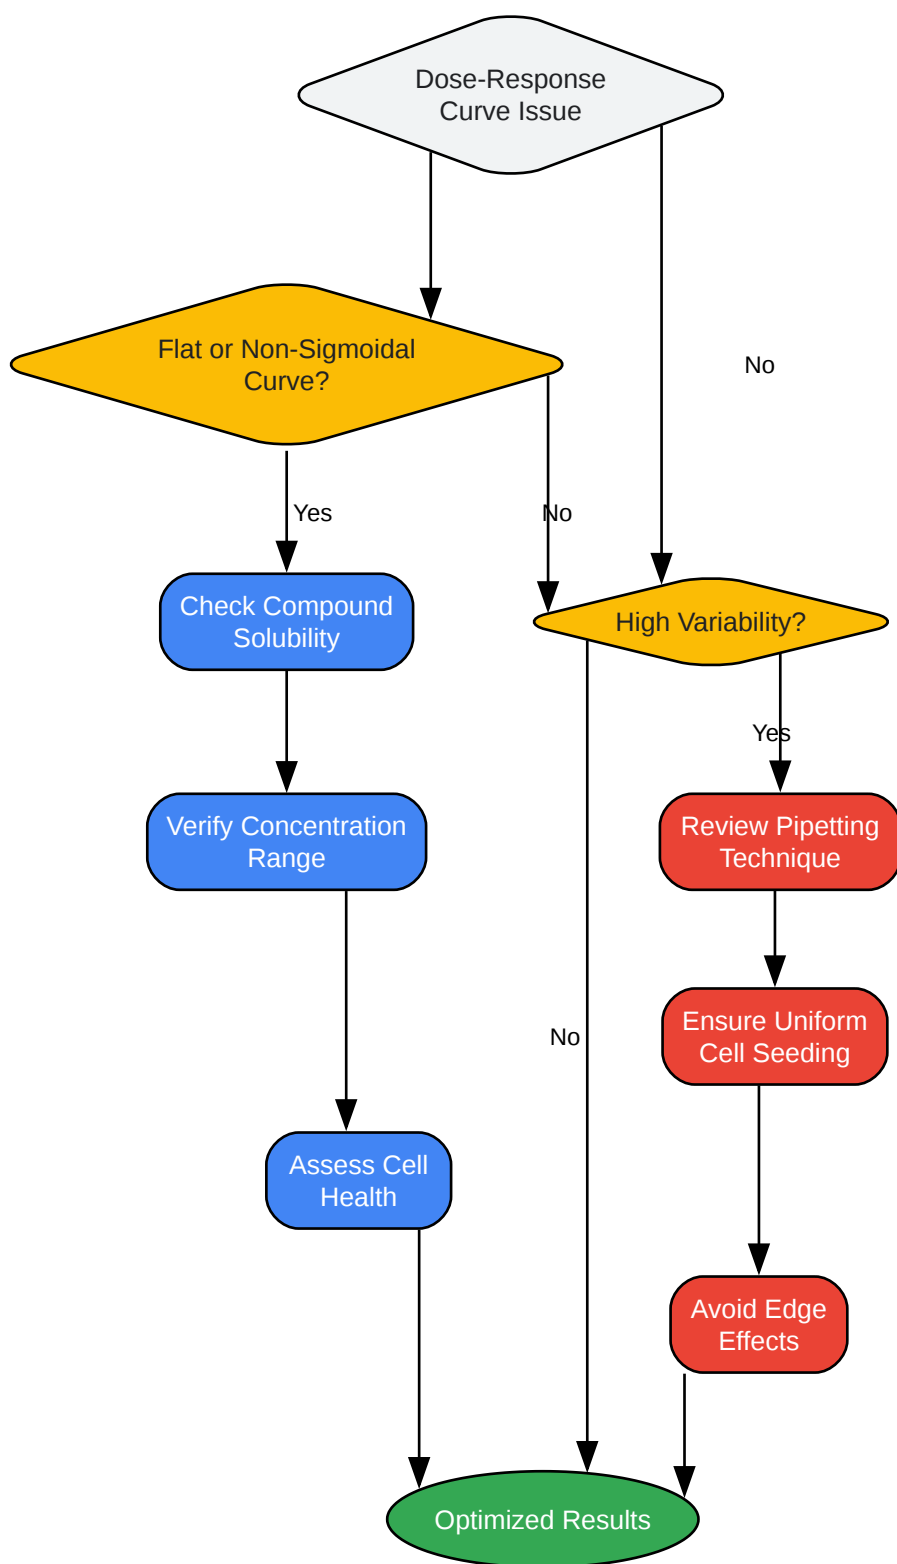 Dose-Response
Curve Issue
Flat or Non-Sigmoidal
Curve?
No
Yes
No
Check Compound
Solubility
High Variability?
Yes
Verify Concentration
Range
Review Pipetting
Technique
Ensure Uniform
Cell Seeding
No
Assess Cell
Health
Avoid Edge
Effects
Optimized Results